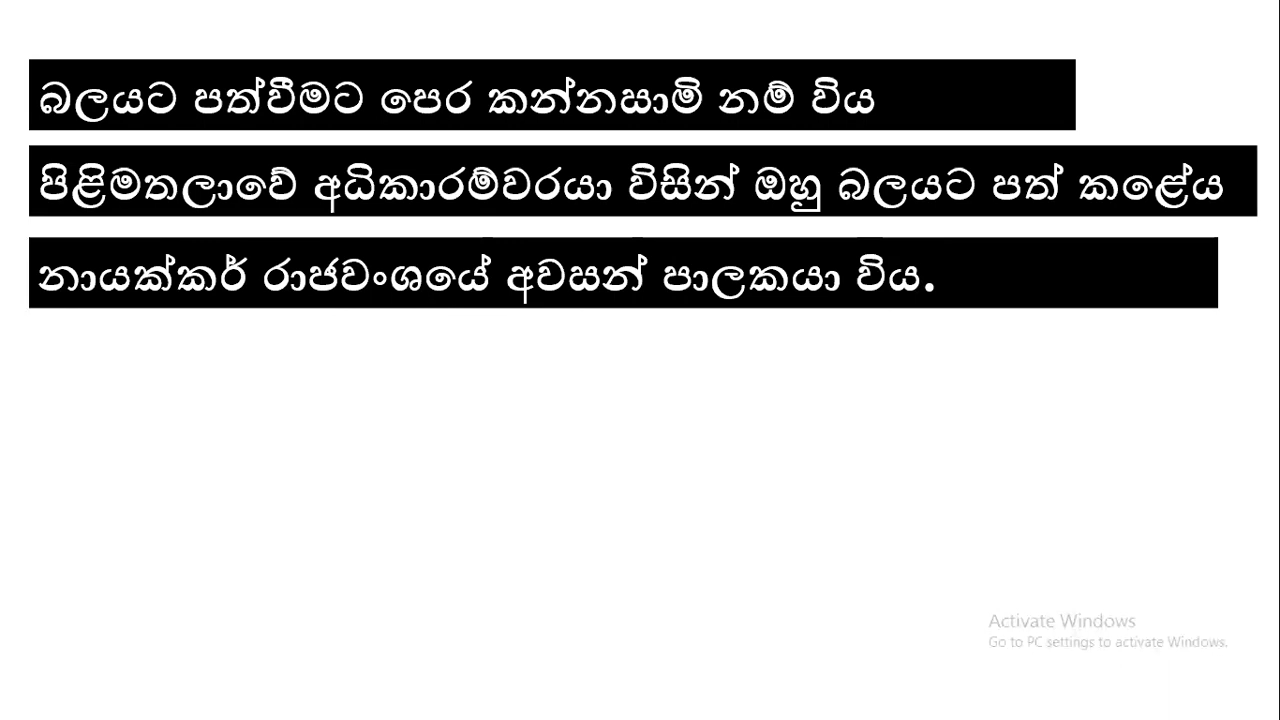 බලයට පත්වීමට පෙර කන්නසාමි නම් විය
පිළිමතලාවේ අධිකාරම්වරයා විසින් ඔහු බලයට පත් කළේය
නායක්කර් රාජවංශයේ අවසන් පාලකයා විය.
Activate Windows
Go to PC settings to activate Windows.